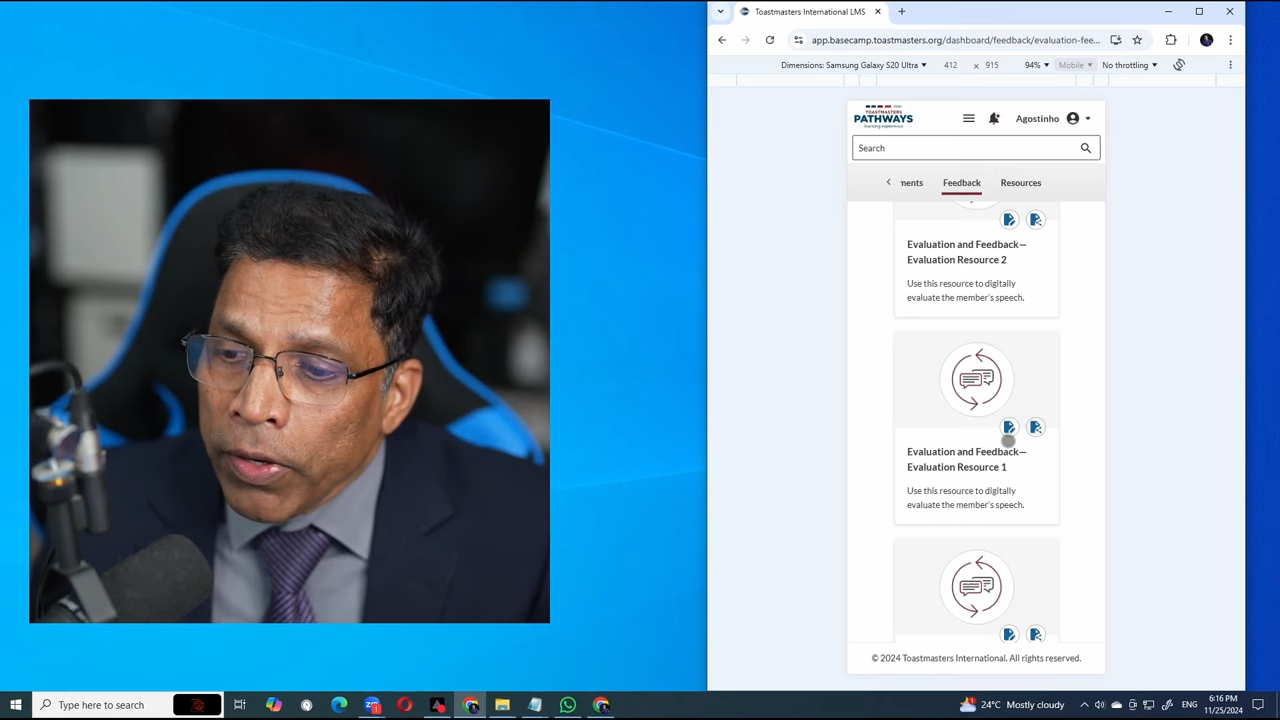 Toastmasters International LMS
app.basecamp.toastmasters.org/dashboard/feedback/evaluation-fee...
Dimensions: Samsung Galaxy S20 Ultra
412 × 915
94%
Mobile
No throttling
TOASTMASTERS
PATHWAYS
learning experience
Agostinho
Search
ments
Feedback
Resources
Evaluation and Feedback—
Evaluation Resource 2
Use this resource to digitally
evaluate the member's speech.
Evaluation and Feedback—
Evaluation Resource 1
Use this resource to digitally
evaluate the member's speech.
© 2024 Toastmasters International. All rights reserved.
Type here to search
24°C Mostly cloudy
ENG
6:16 PM
11/25/2024